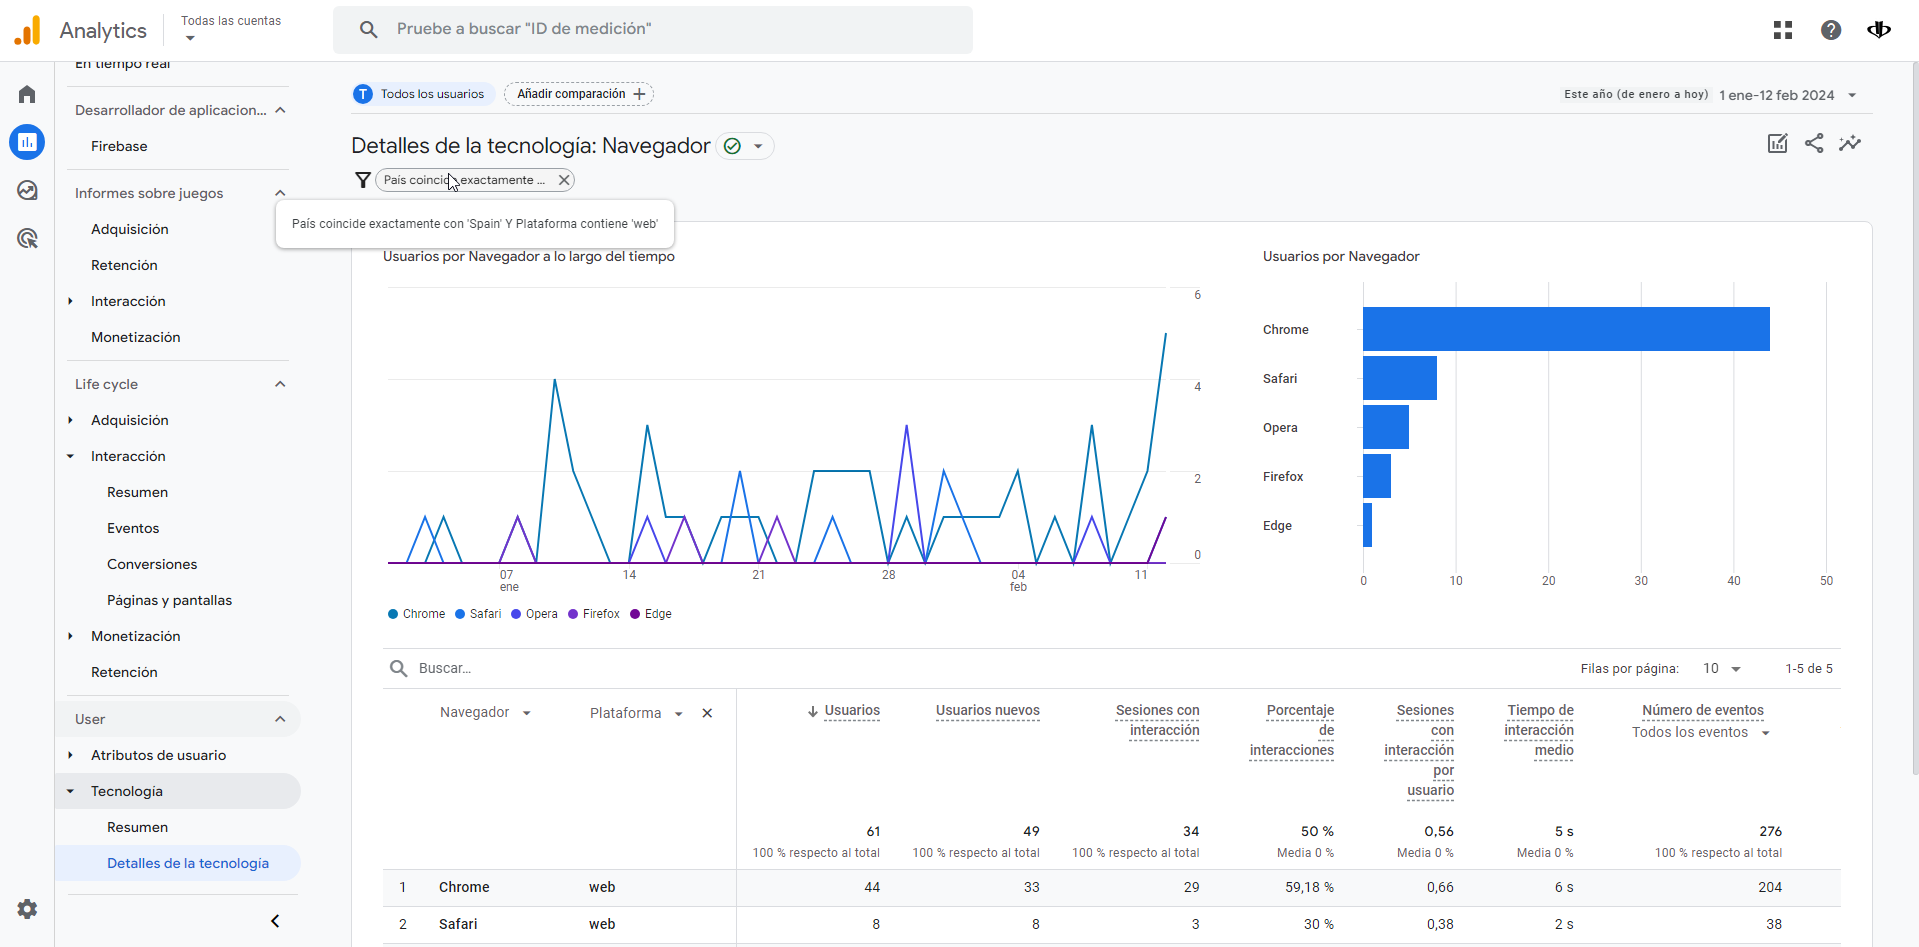 Analytics
Todas las cuentas
Pruebe a buscar "ID de medición"
En tiempo real
Desarrollador de aplicacion...
Firebase
Informes sobre juegos
Adquisición
Retención
Interacción
Monetización
Life cycle
Adquisición
Interacción
Resumen
Eventos
Conversiones
Páginas y pantallas
Monetización
Retención
User
Atributos de usuario
Tecnología
Resumen
Detalles de la tecnología
T Todos los usuarios
Añadir comparación
Este año (de enero a hoy) 1 ene-12 feb 2024
Detalles de la tecnología: Navegador
País coincide exactamente ...
País coincide exactamente con 'Spain' Y Plataforma contiene 'web'
Usuarios por Navegador a lo largo del tiempo
6
4
2
0
07 ene
14
21
28
04 feb
11
Chrome Safari Opera Firefox Edge
Usuarios por Navegador
Chrome
Safari
Opera
Firefox
Edge
0 10 20 30 40 50
Buscar...
Filas por página: 10 1-5 de 5
Navegador
Plataforma
Usuarios
Usuarios nuevos
Sesiones con interacción
Porcentaje de interacciones
Sesiones con interacción por usuario
Tiempo de interacción medio
Número de eventos
Todos los eventos
61 49 34 50 % 0,56 5 s 276
100 % respecto al total 100 % respecto al total 100 % respecto al total Media 0 % Media 0 % Media 0 % 100 % respecto al total
1 Chrome web 44 33 29 59,18 % 0,66 6 s 204
2 Safari web 8 8 3 30 % 0,38 2 s 38